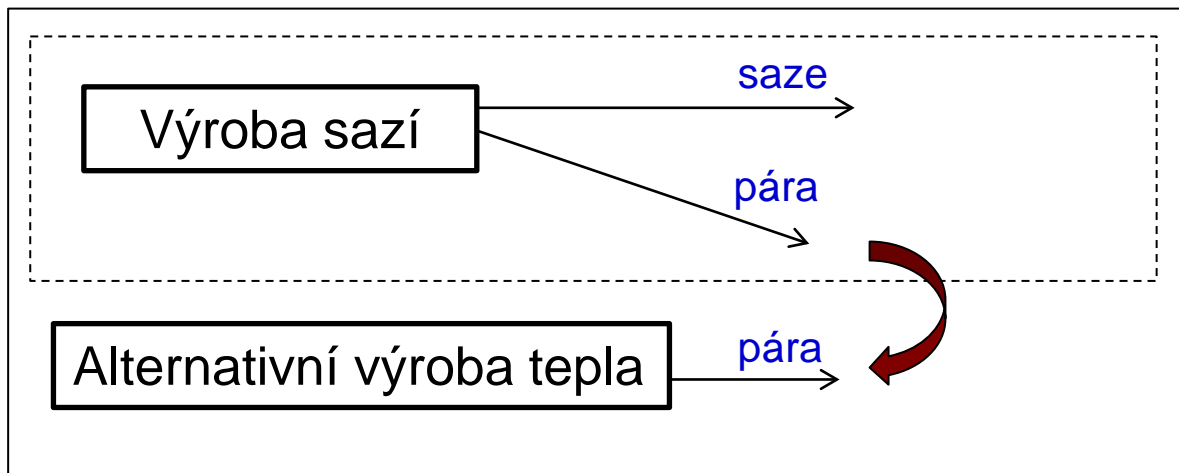 saze
Výroba sazí
pára
Alternativní výroba tepla
pára